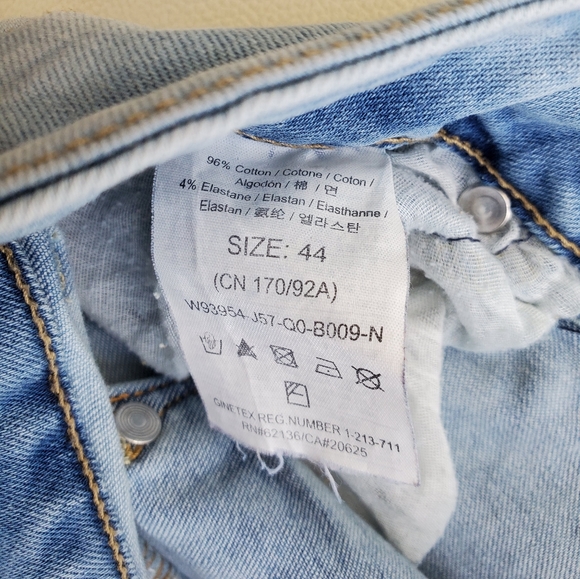 96% Cotton / Cotone / Coton /
Algodón / 棉 / 면
4% Elastane / Elastan / Elasthanne /
Elastan / 氨纶 / 엘라스탄
SIZE: 44
(CN 170/92A)
W93954-J57-Q0-B009-N
GINETEX REG.NUMBER 1-213-711
RN#62136/CA#20625